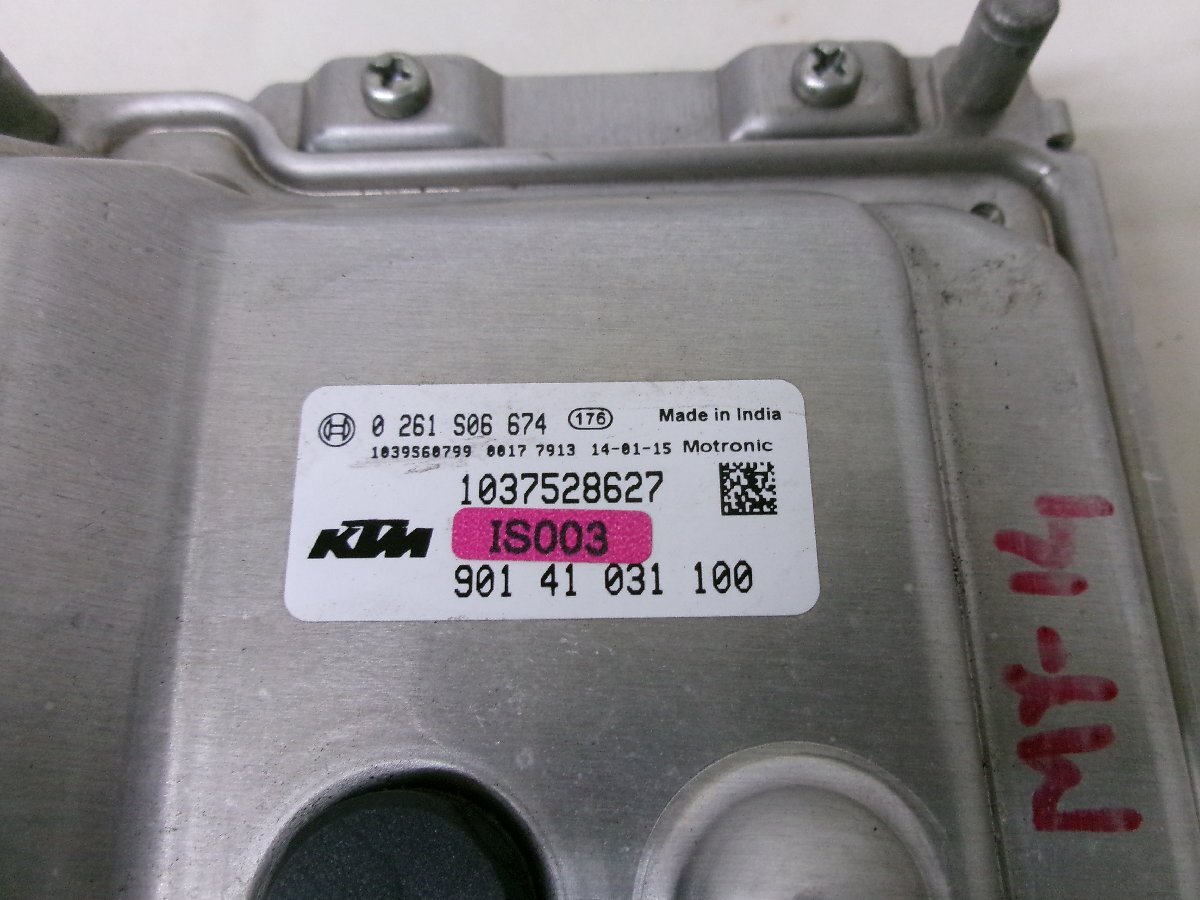 0 261 S06 674 176 Made in India
1039S60799 0017 7913 14-01-15 Motronic
1037528627
KTM IS003
901 41 031 100
MY-14